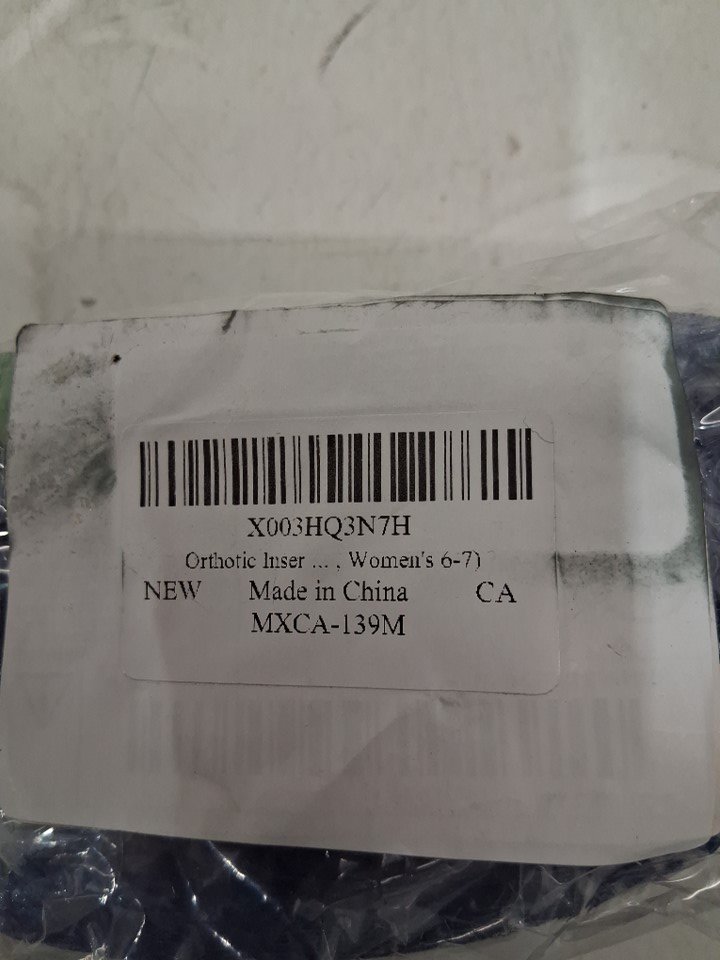 X003HQ3N7H
Orthotic Inser ... , Women's 6-7)
NEW Made in China CA
MXCA-139M